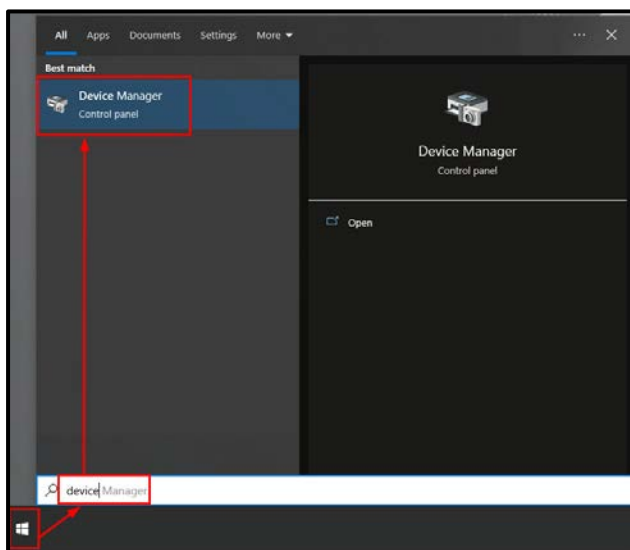 All Apps Documents Settings More
Best match
Device Manager
Control panel
Device Manager
Control panel
Open
device Manager